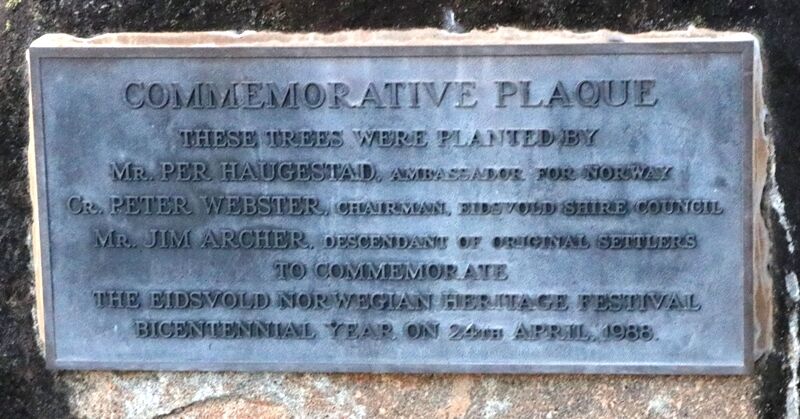 COMMEMORATIVE PLAQUE
THESE TREES WERE PLANTED BY
MR. PER HAUGESTAD, AMBASSADOR FOR NORWAY
CR. PETER WEBSTER, CHAIRMAN, EIDSVOLD SHIRE COUNCIL
MR. JIM ARCHER, DESCENDANT OF ORIGINAL SETTLERS
TO COMMEMORATE
THE EIDSVOLD NORWEGIAN HERITAGE FESTIVAL
BICENTENNIAL YEAR ON 24TH APRIL, 1988.